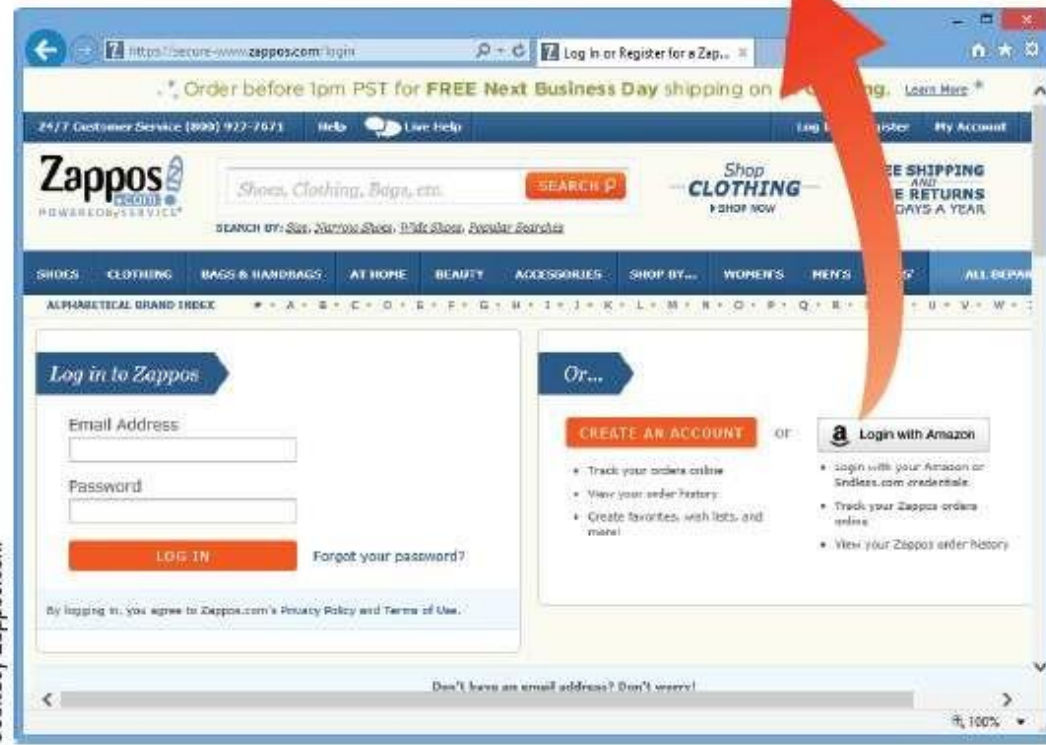 https://secure-www.zappos.com/login
Log In or Register for a Zap...
Order before 1pm PST for FREE Next Business Day shipping on
Learn More
24/7 Customer Service (800) 927-7671 Help Live Help
My Account
Zappos
.com
POWERED by SERVICE
Shoes, Clothing, Bags, etc.
SEARCH
SEARCH BY: Size, Narrow Shoes, Wide Shoes, Popular Searches
Shop
CLOTHING
SHOP NOW
SHIPPING
AND
RETURNS
DAYS A YEAR
SHOES CLOTHING BAGS & HANDBAGS AT HOME BEAUTY ACCESSORIES SHOP BY... WOMEN'S MEN'S ALL DEPAR
ALPHABETICAL BRAND INDEX # • A • B • C • D • E • F • G • H • I • J • K • L • M • N • O • P • Q • R • U • V • W •
Log in to Zappos
Email Address
Password
LOG IN
Forgot your password?
By logging in, you agree to Zappos.com's Privacy Policy and Terms of Use.
Or...
CREATE AN ACCOUNT or
Track your orders online
View your order history
Create favorites, wish lists, and
more!
Login with Amazon
Login with your Amazon or
Endless.com credentials
Track your Zappos orders
online
View your Zappos order history
Don't have an email address? Don't worry!
100%